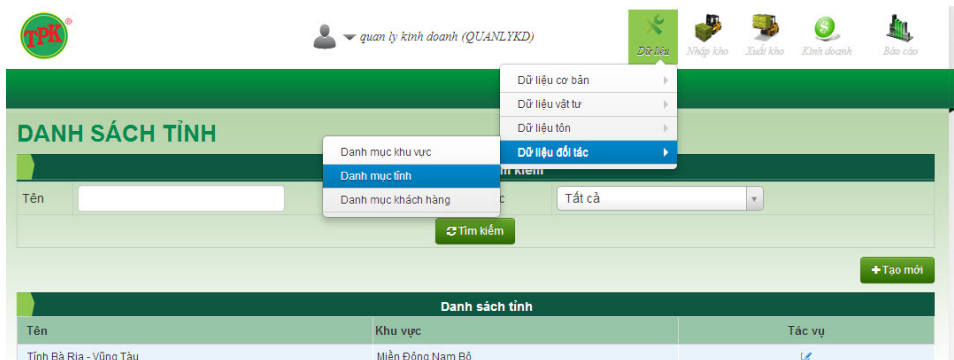 TPK ®
quan ly kinh doanh (QUANLYKD)
Dữ liệu
Nhập kho
Xuất kho
Kinh doanh
Báo cáo
Dữ liệu cơ bản
Dữ liệu vật tư
Dữ liệu tôn
Dữ liệu đối tác
Danh mục khu vực
Danh mục tỉnh
Danh mục khách hàng
DANH SÁCH TỈNH
kiếm
Tên
Tất cả
Tìm kiếm
Tạo mới
Danh sách tỉnh
Tên Khu vực Tác vụ
Tỉnh Bà Rịa - Vũng Tàu Miền Đông Nam Bộ